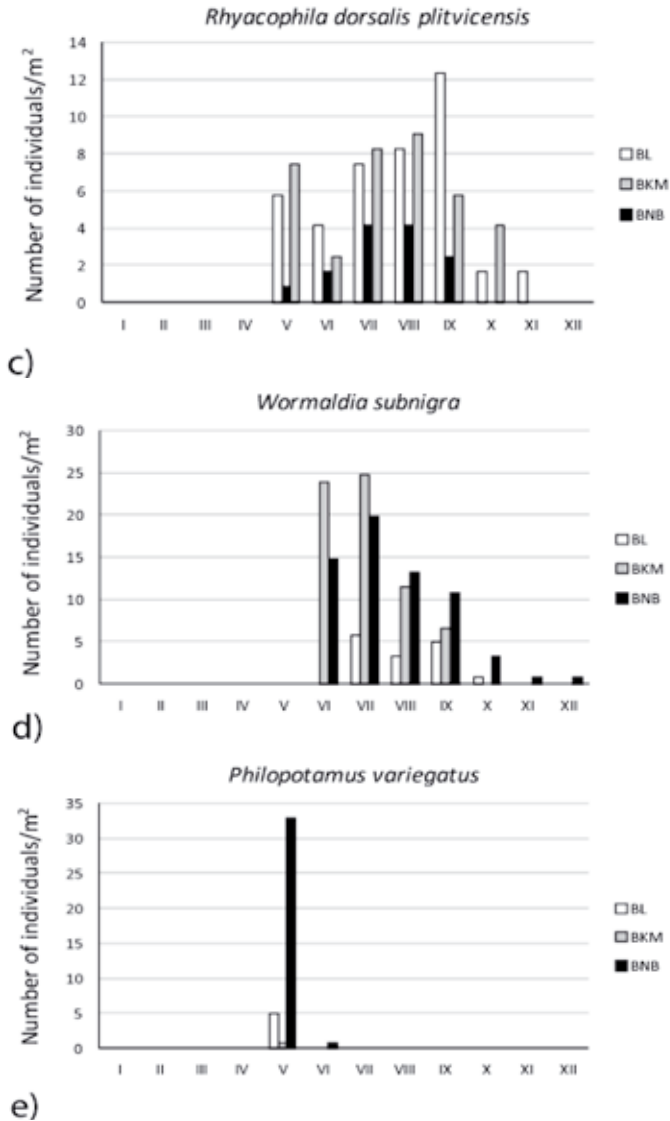 Rhyacophila dorsalis plitvicensis
Number of individuals/m²
14
12
10
8
6
4
2
0
I II III IV V VI VII VIII IX X XI XII
BL
BKM
BNB
c)
Wormaldia subnigra
Number of individuals/m²
30
25
20
15
10
5
0
I II III IV V VI VII VIII IX X XI XII
BL
BKM
BNB
d)
Philopotamus variegatus
Number of individuals/m²
35
30
25
20
15
10
5
0
I II III IV V VI VII VIII IX X XI XII
BL
BKM
BNB
e)